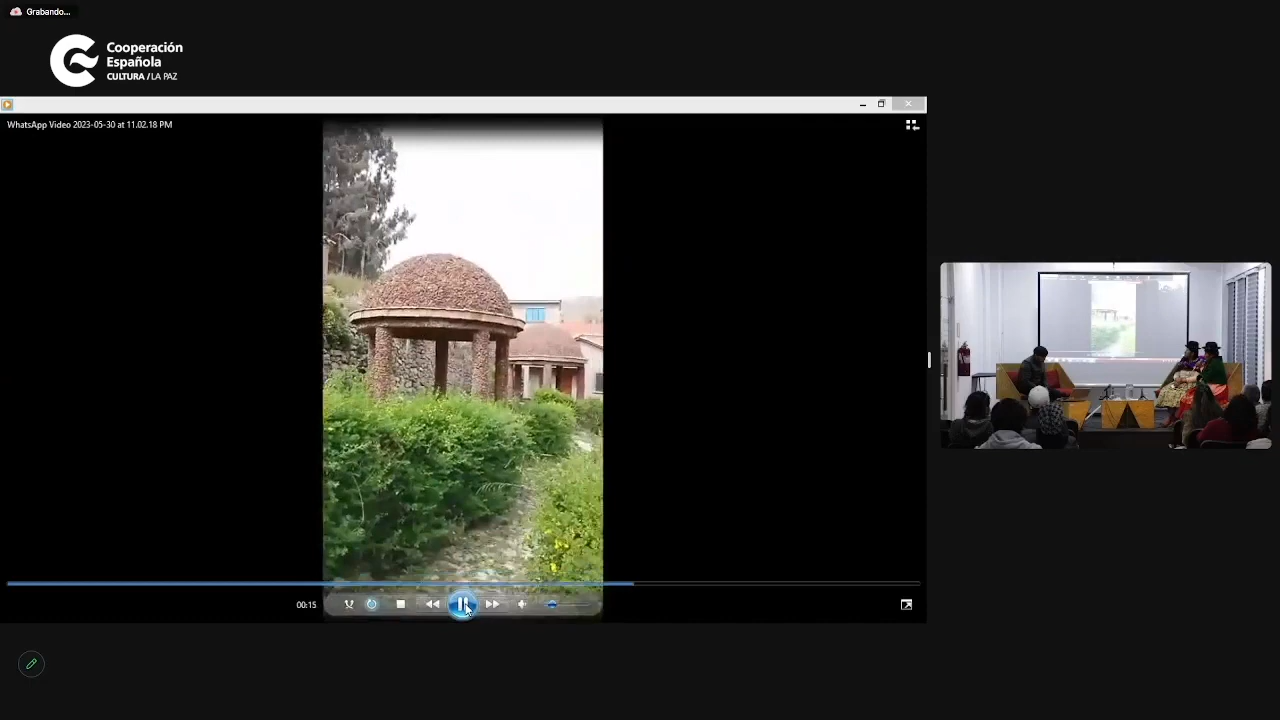 Grabando...
Cooperación
Española
CULTURA / LA PAZ
WhatsApp Video 2023-05-30 at 11.02.18 PM
00:15